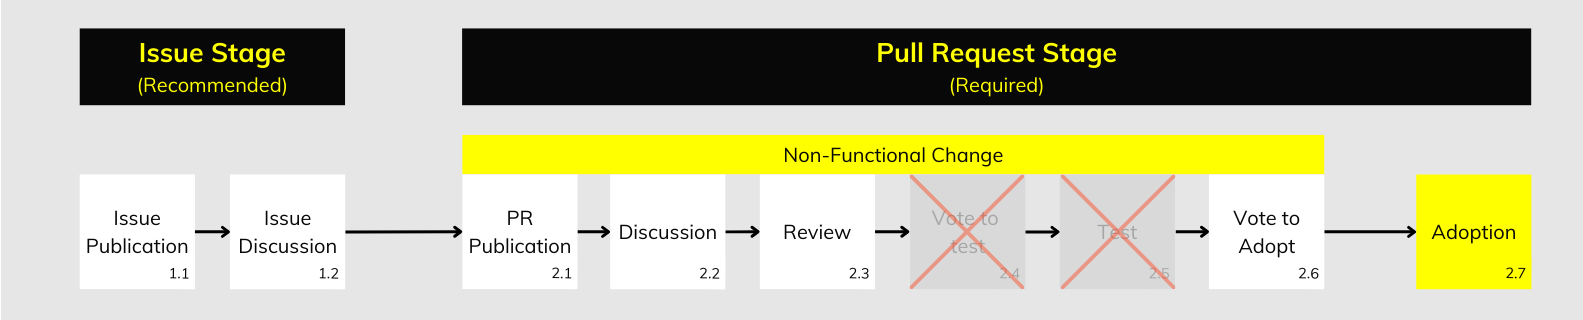 Issue Stage
(Recommended)
Pull Request Stage
(Required)
Non-Functional Change
Issue
Publication
1.1
Issue
Discussion
1.2
PR
Publication
2.1
Discussion
2.2
Review
2.3
Vote to
test
2.4
Test
2.5
Vote to
Adopt
2.6
Adoption
2.7